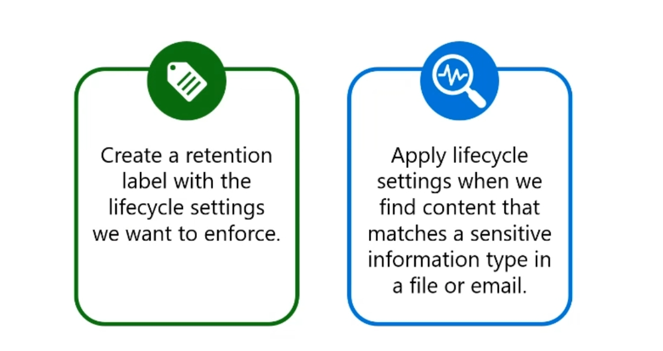 Create a retention
label with the
lifecycle settings
we want to enforce.
Apply lifecycle
settings when we
find content that
matches a sensitive
information type in
a file or email.